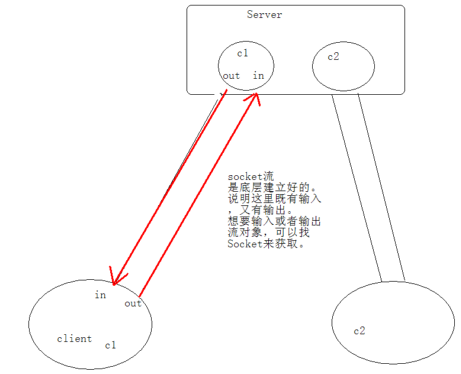 Server
c1
c2
out in
socket流
是底层建立好的。
说明这里既有输入
，又有输出。
想要输入或者输出
流对象，可以找
Socket来获取。
in
out
client
c1
c2